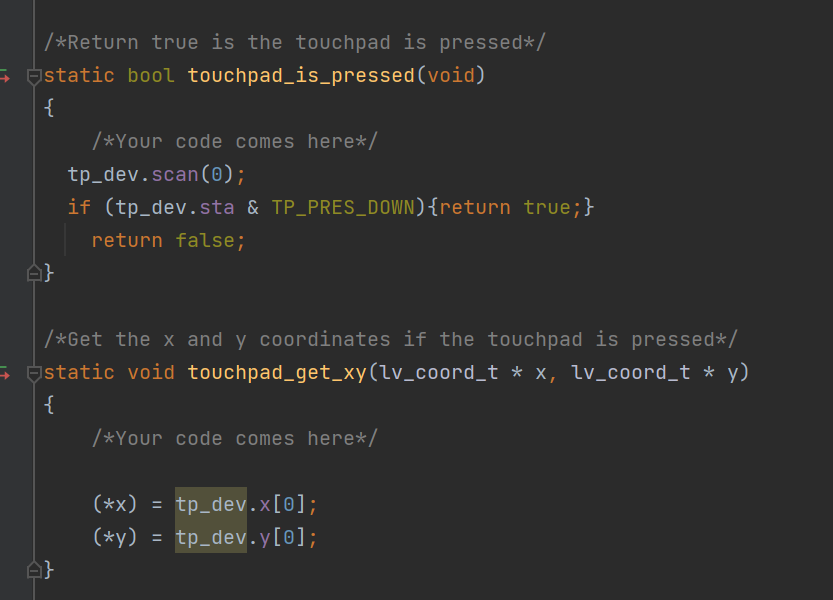 /*Return true is the touchpad is pressed*/
static bool touchpad_is_pressed(void)
{
    /*Your code comes here*/
  tp_dev.scan(0);
  if (tp_dev.sta & TP_PRES_DOWN){return true;}
    return false;
}
/*Get the x and y coordinates if the touchpad is pressed*/
static void touchpad_get_xy(lv_coord_t * x, lv_coord_t * y)
{
    /*Your code comes here*/
    (*x) = tp_dev.x[0];
    (*y) = tp_dev.y[0];
}